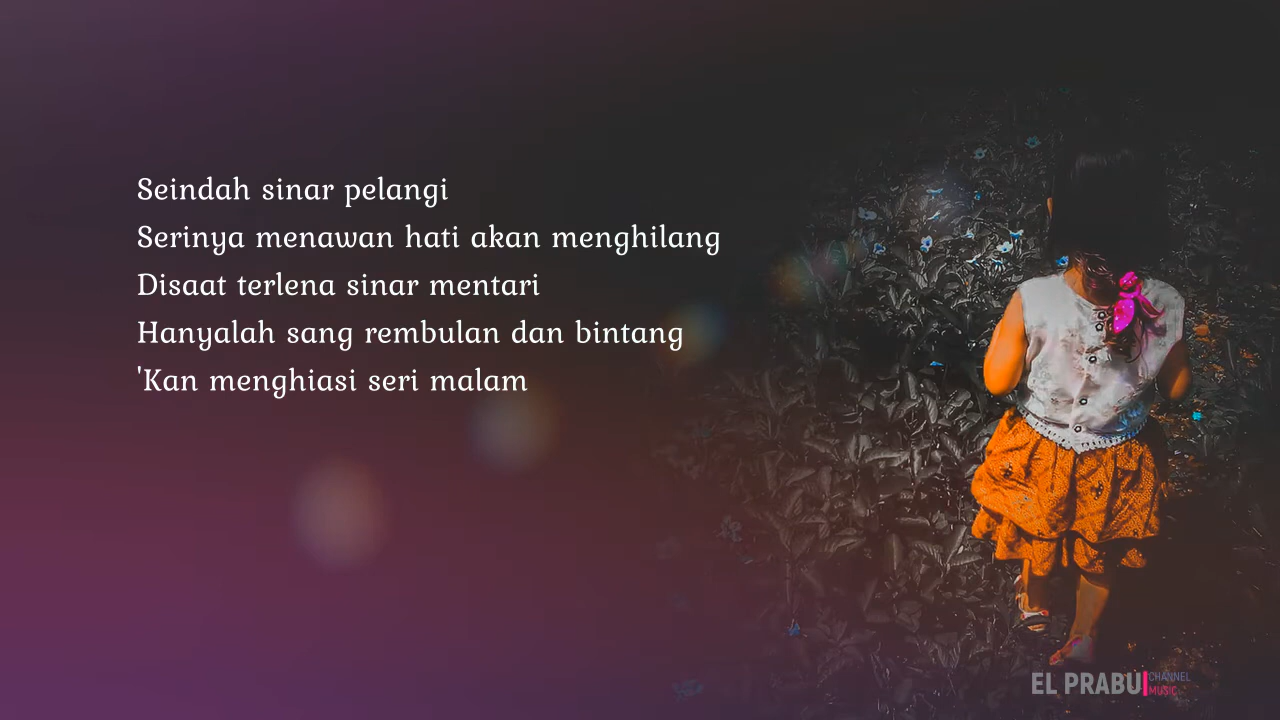 Seindah sinar pelangi
Serinya menawan hati akan menghilang
Disaat terlena sinar mentari
Hanyalah sang rembulan dan bintang
'Kan menghiasi seri malam
EL PRABU CHANNEL MUSIC